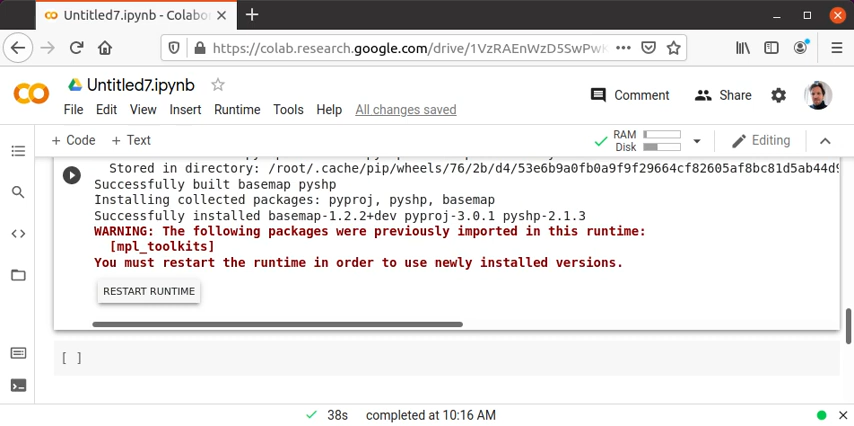 Untitled7.ipynb - Colabo
https://colab.research.google.com/drive/1VzRAEnWzD5SwPwK
Untitled7.ipynb
Comment
Share
File Edit View Insert Runtime Tools Help All changes saved
+ Code + Text
RAM
Disk
Editing
Stored in directory: /root/.cache/pip/wheels/76/2b/d4/53e6b9a0fb0a9f9f29664cf82605af8bc81d5ab44d9
Successfully built basemap pyshp
Installing collected packages: pyproj, pyshp, basemap
Successfully installed basemap-1.2.2+dev pyproj-3.0.1 pyshp-2.1.3
WARNING: The following packages were previously imported in this runtime:
[mpl_toolkits]
You must restart the runtime in order to use newly installed versions.
RESTART RUNTIME
[ ]
38s completed at 10:16 AM